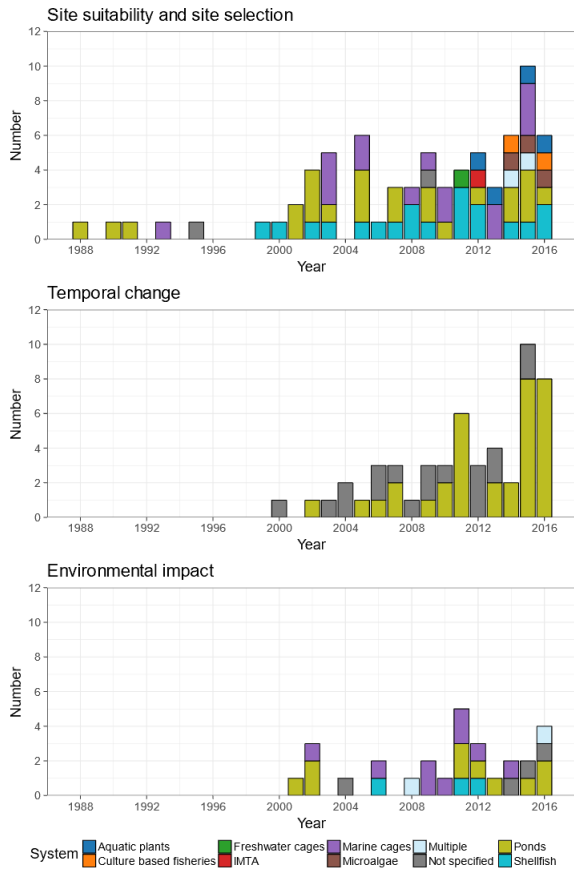 Site suitability and site selection
12
10
8
6
4
2
0
Number
1988 1992 1996 2000 2004 2008 2012 2016
Year
Temporal change
12
10
8
6
4
2
0
Number
1988 1992 1996 2000 2004 2008 2012 2016
Year
Environmental impact
12
10
8
6
4
2
0
Number
1988 1992 1996 2000 2004 2008 2012 2016
Year
System
Aquatic plants Freshwater cages Marine cages Multiple Ponds
Culture based fisheries IMTA Microalgae Not specified Shellfish